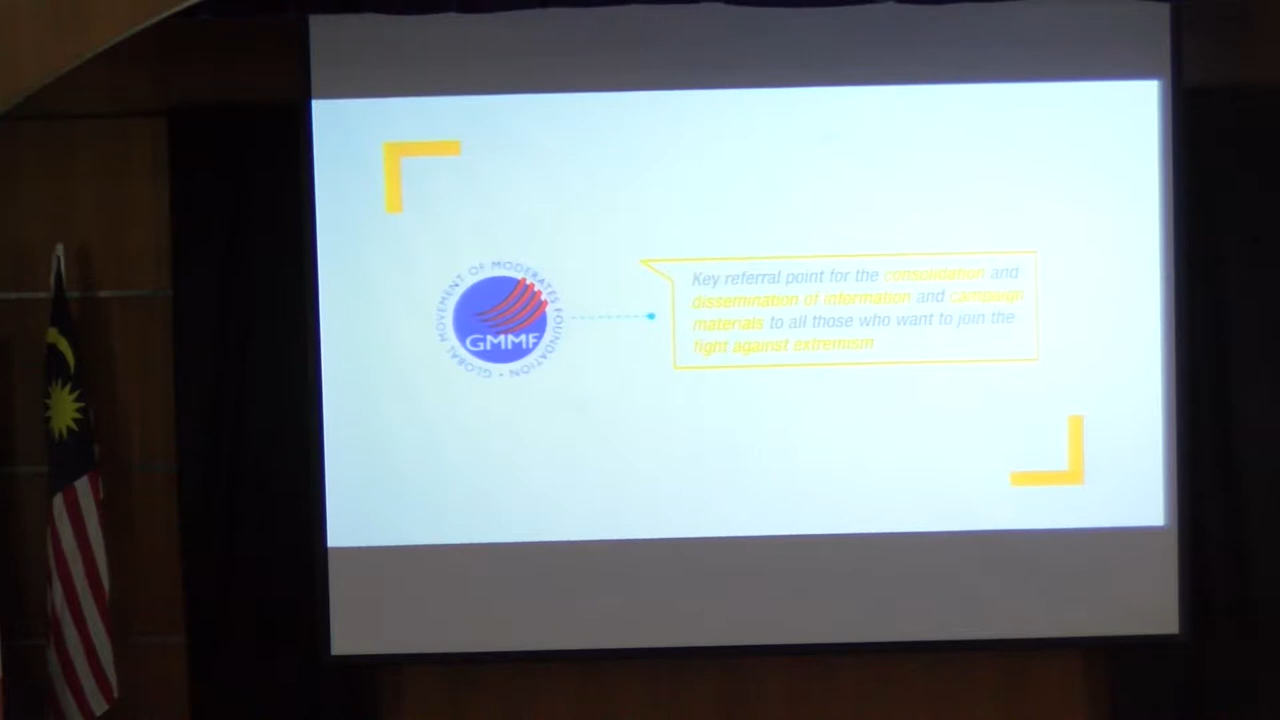 GLOBAL MOVEMENT OF MODERATES FOUNDATION •
GMMF
Key referral point for the consolidation and
dissemination of information and campaign
materials to all those who want to join the
fight against extremism